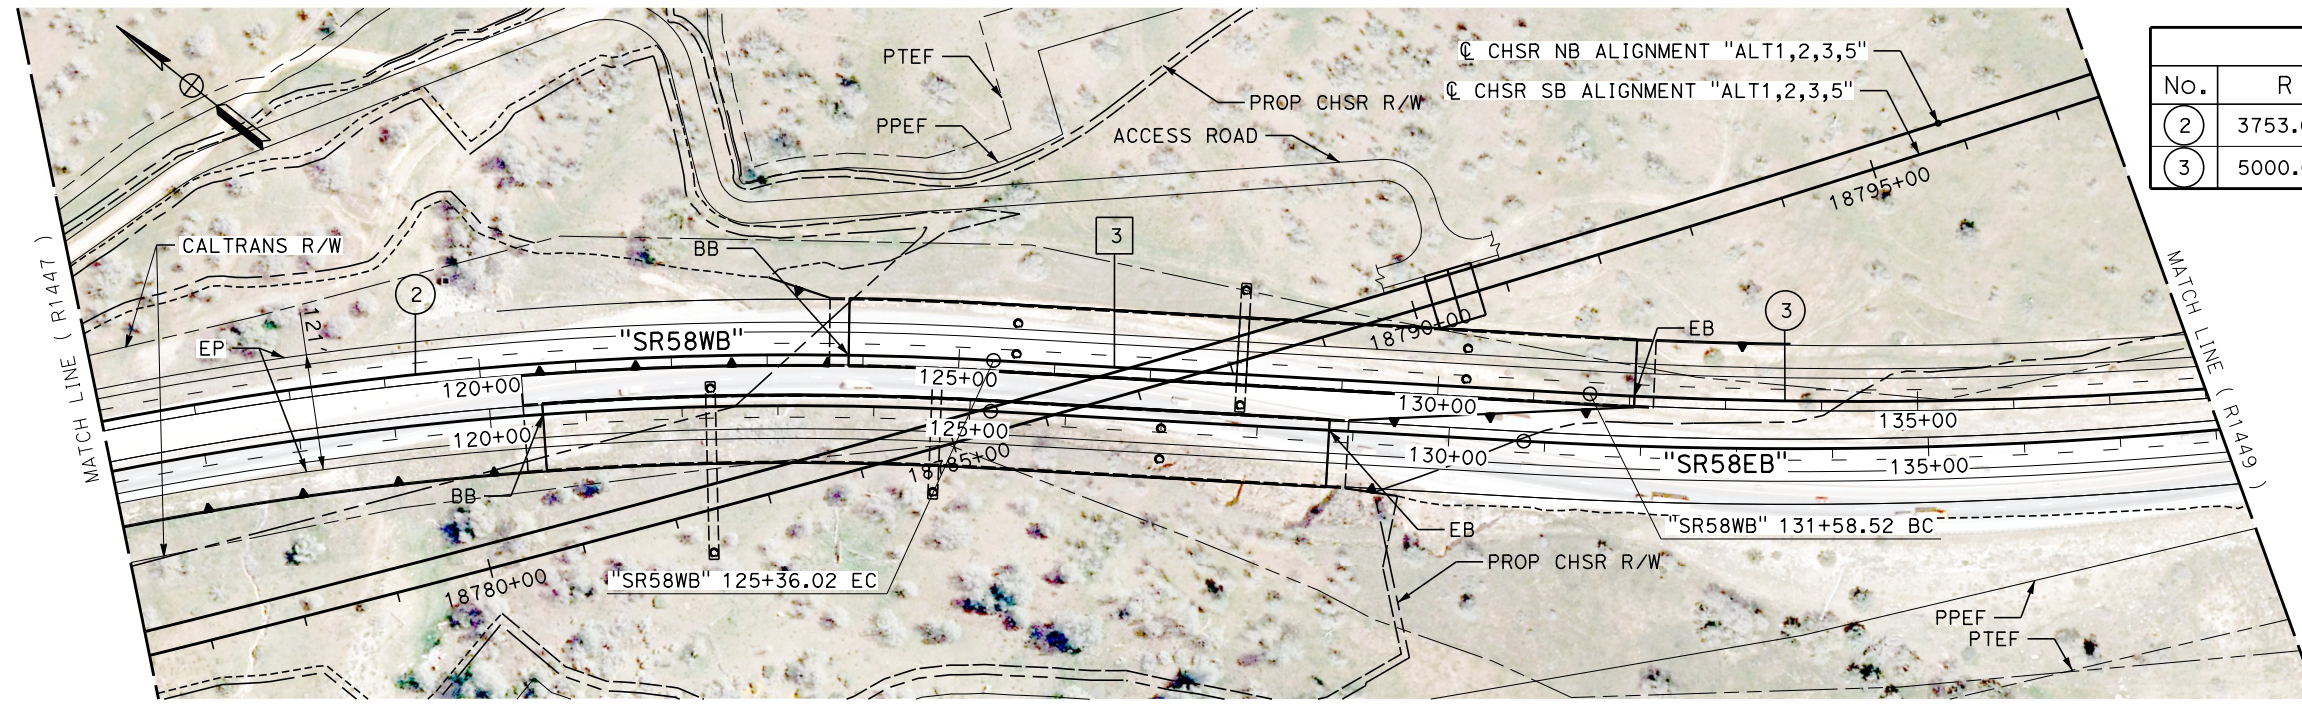 PTEF
PPEF
PROP CHSR R/W
ACCESS ROAD
℄ CHSR NB ALIGNMENT "ALT1,2,3,5"
℄ CHSR SB ALIGNMENT "ALT1,2,3,5"
No. R
2 3753.
3 5000.
18795+00
CALTRANS R/W
BB
3
MATCH LINE (R1447)
MATCH LINE (R1449)
2
3
121'
EP
"SR58WB"
18790+00
EB
120+00
125+00
130+00
135+00
120+00
125+00
130+00
135+00
"SR58EB"
BB
EB
"SR58WB" 131+58.52 BC
PROP CHSR R/W
18780+00
"SR58WB" 125+36.02 EC
PPEF
PTEF